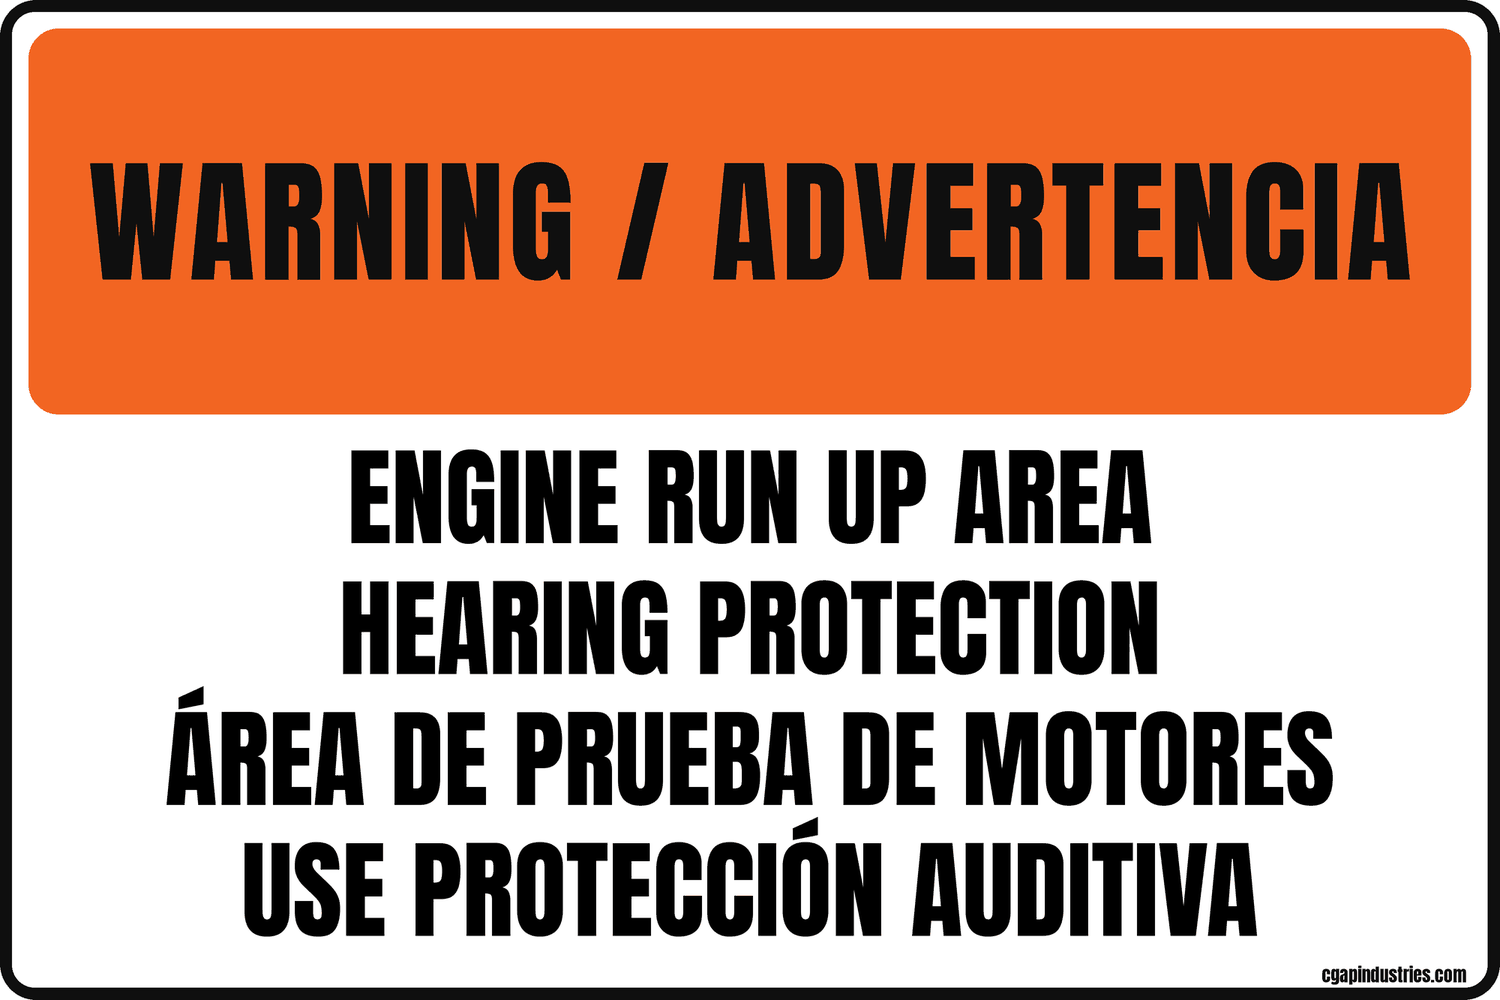 WARNING / ADVERTENCIA
ENGINE RUN UP AREA
HEARING PROTECTION
ÁREA DE PRUEBA DE MOTORES
USE PROTECCIÓN AUDITIVA
cgapindustries.com